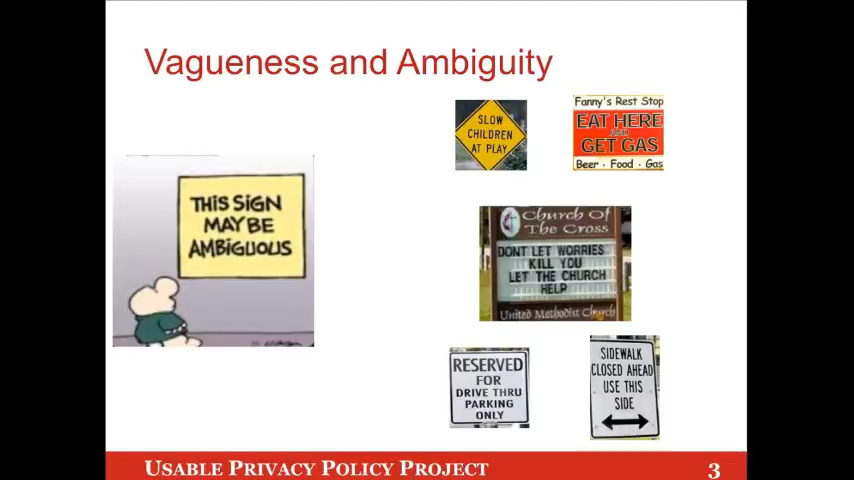 Vagueness and Ambiguity
THIS SIGN
MAY BE
AMBIGUOUS
SLOW
CHILDREN
AT PLAY
Fanny's Rest Stop
EAT HERE
AND
GET GAS
Beer · Food · Gas
Church Of
The Cross
DONT LET WORRIES
KILL YOU
LET THE CHURCH
HELP
United Methodist Church
RESERVED
FOR
DRIVE THRU
PARKING
ONLY
SIDEWALK
CLOSED AHEAD
USE THIS
SIDE
USABLE PRIVACY POLICY PROJECT
3